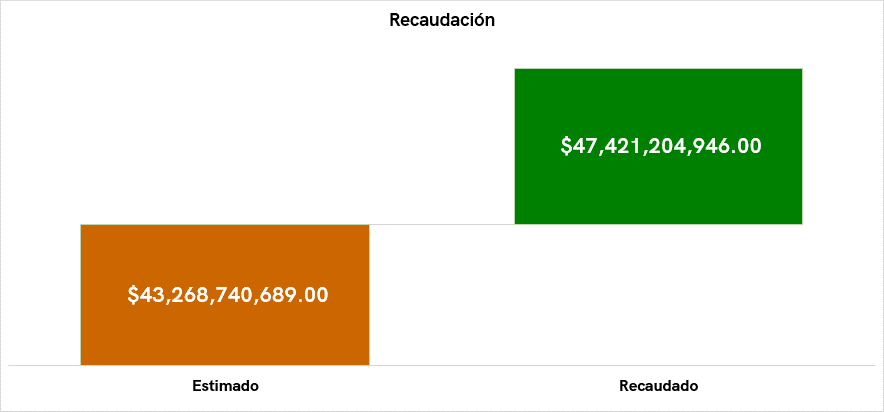 Recaudación
$47,421,204,946.00
$43,268,740,689.00
Estimado
Recaudado